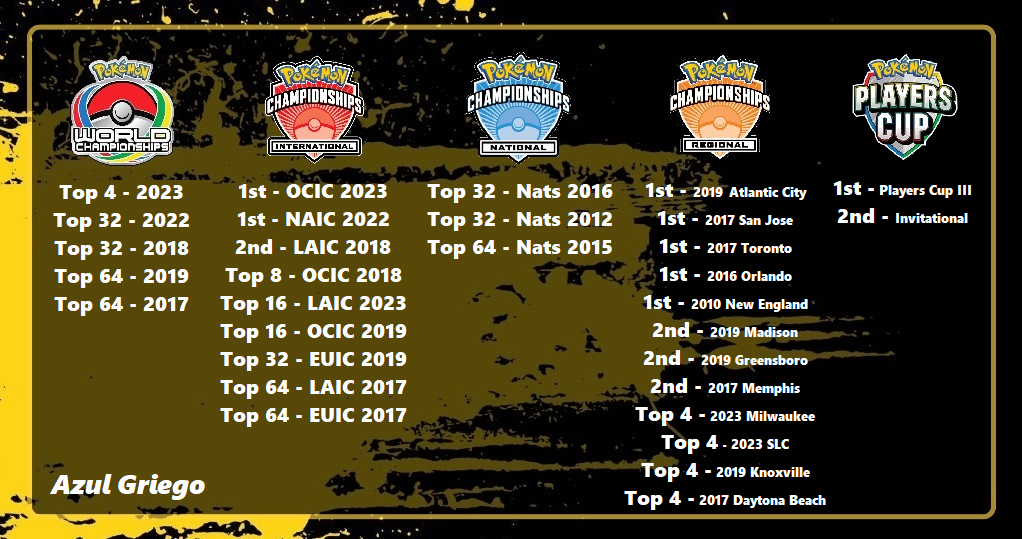 Pokémon
WORLD
CHAMPIONSHIPS
Top 4 - 2023
Top 32 - 2022
Top 32 - 2018
Top 64 - 2019
Top 64 - 2017
Pokémon
CHAMPIONSHIPS
INTERNATIONAL
1st - OCIC 2023
1st - NAIC 2022
2nd - LAIC 2018
Top 8 - OCIC 2018
Top 16 - LAIC 2023
Top 16 - OCIC 2019
Top 32 - EUIC 2019
Top 64 - LAIC 2017
Top 64 - EUIC 2017
Pokémon
CHAMPIONSHIPS
NATIONAL
Top 32 - Nats 2016
Top 32 - Nats 2012
Top 64 - Nats 2015
Pokémon
CHAMPIONSHIPS
REGIONAL
1st - 2019 Atlantic City
1st - 2017 San Jose
1st - 2017 Toronto
1st - 2016 Orlando
1st - 2010 New England
2nd - 2019 Madison
2nd - 2019 Greensboro
2nd - 2017 Memphis
Top 4 - 2023 Milwaukee
Top 4 - 2023 SLC
Top 4 - 2019 Knoxville
Top 4 - 2017 Daytona Beach
Pokémon
PLAYERS
CUP
1st - Players Cup III
2nd - Invitational
Azul Griego